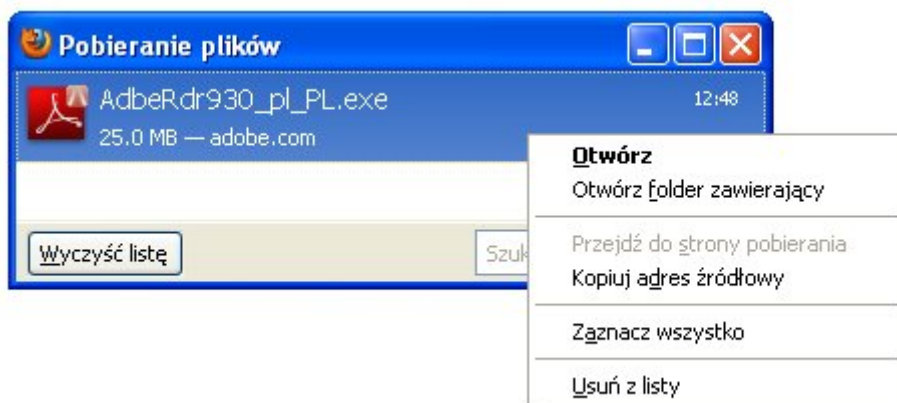 Pobieranie plików
AdbeRdr930_pl_PL.exe 12:48
25.0 MB — adobe.com
Otwórz
Otwórz folder zawierający
Przejdź do strony pobierania
Kopiuj adres źródłowy
Zaznacz wszystko
Usuń z listy
Wyczyść listę